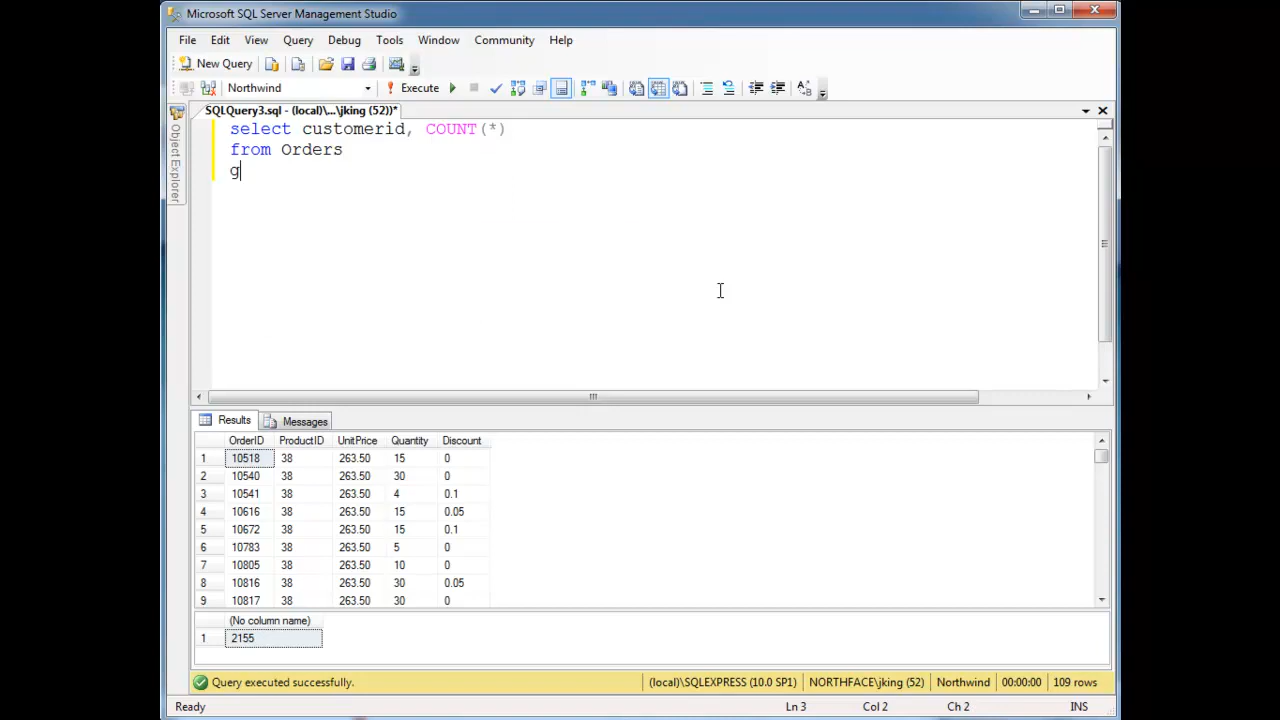 Microsoft SQL Server Management Studio
File Edit View Query Debug Tools Window Community Help
New Query
Northwind Execute
SQLQuery3.sql - (local)\...\jking (52))*
Object Explorer
select customerid, COUNT(*)
from Orders
g
Results Messages
OrderID ProductID UnitPrice Quantity Discount
1 10518 38 263.50 15 0
2 10540 38 263.50 30 0
3 10541 38 263.50 4 0.1
4 10616 38 263.50 15 0.05
5 10672 38 263.50 15 0.1
6 10783 38 263.50 5 0
7 10805 38 263.50 10 0
8 10816 38 263.50 30 0.05
9 10817 38 263.50 30 0
(No column name)
1 2155
Query executed successfully. (local)\SQLEXPRESS (10.0 SP1) NORTHFACE\jking (52) Northwind 00:00:00 109 rows
Ready Ln 3 Col 2 Ch 2 INS